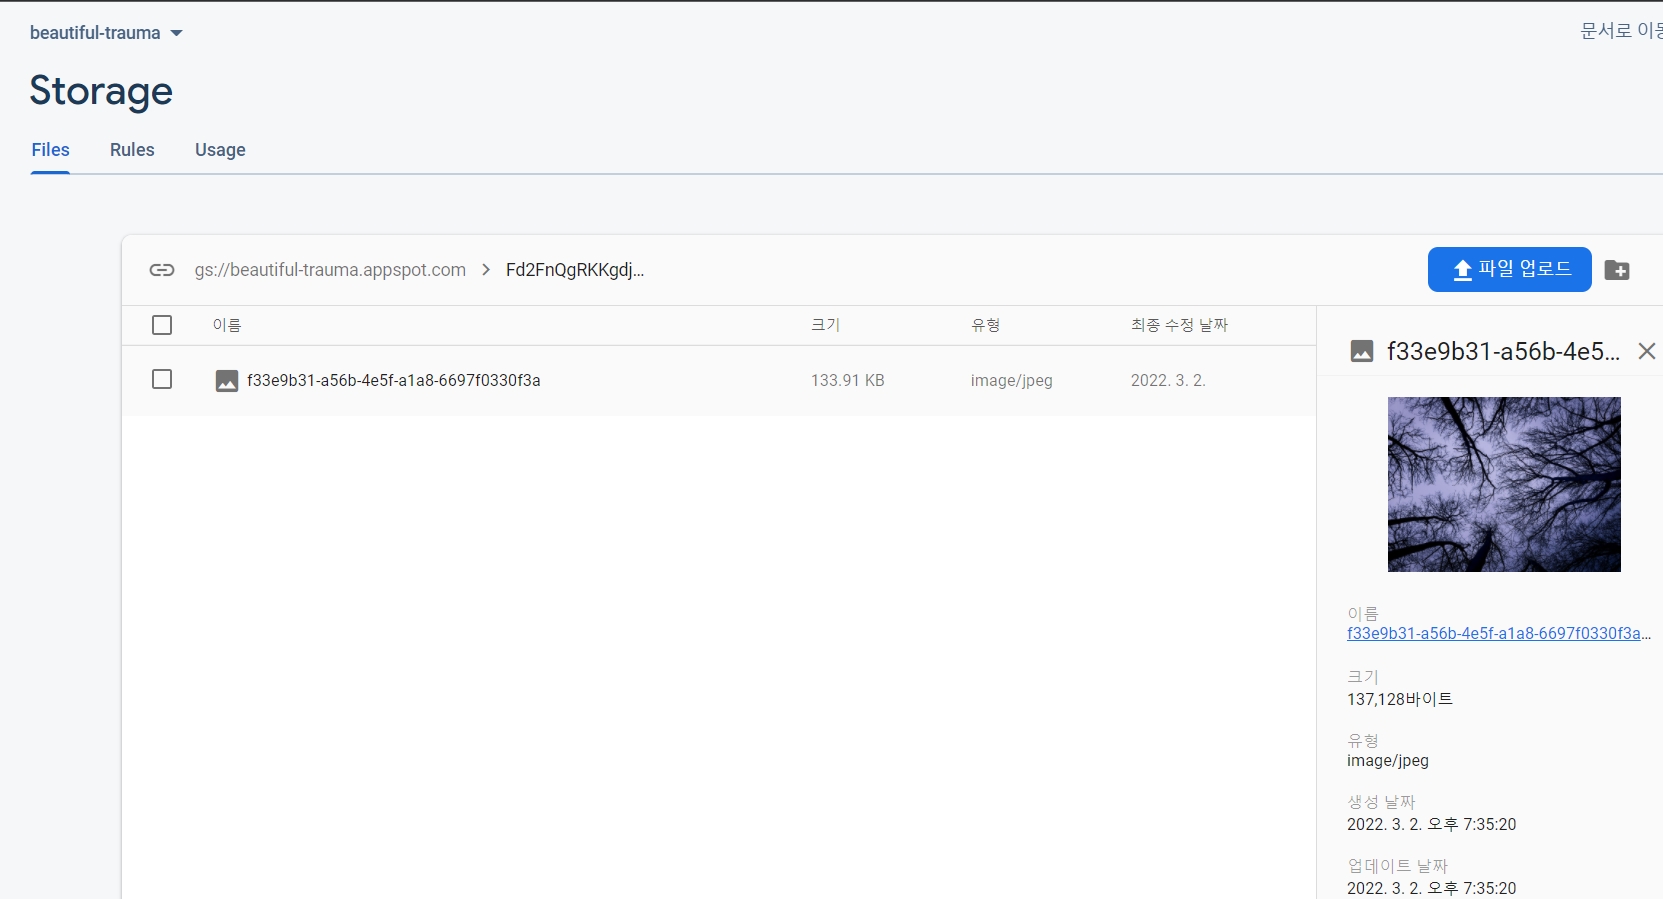 beautiful-trauma
문서로 이동
Storage
Files Rules Usage
gs://beautiful-trauma.appspot.com > Fd2FnQgRKKgdj...
파일 업로드
이름 크기 유형 최종 수정 날짜
f33e9b31-a56b-4e5f-a1a8-6697f0330f3a 133.91 KB image/jpeg 2022. 3. 2.
f33e9b31-a56b-4e5...
이름
f33e9b31-a56b-4e5f-a1a8-6697f0330f3a...
크기
137,128바이트
유형
image/jpeg
생성 날짜
2022. 3. 2. 오후 7:35:20
업데이트 날짜
2022. 3. 2. 오후 7:35:20